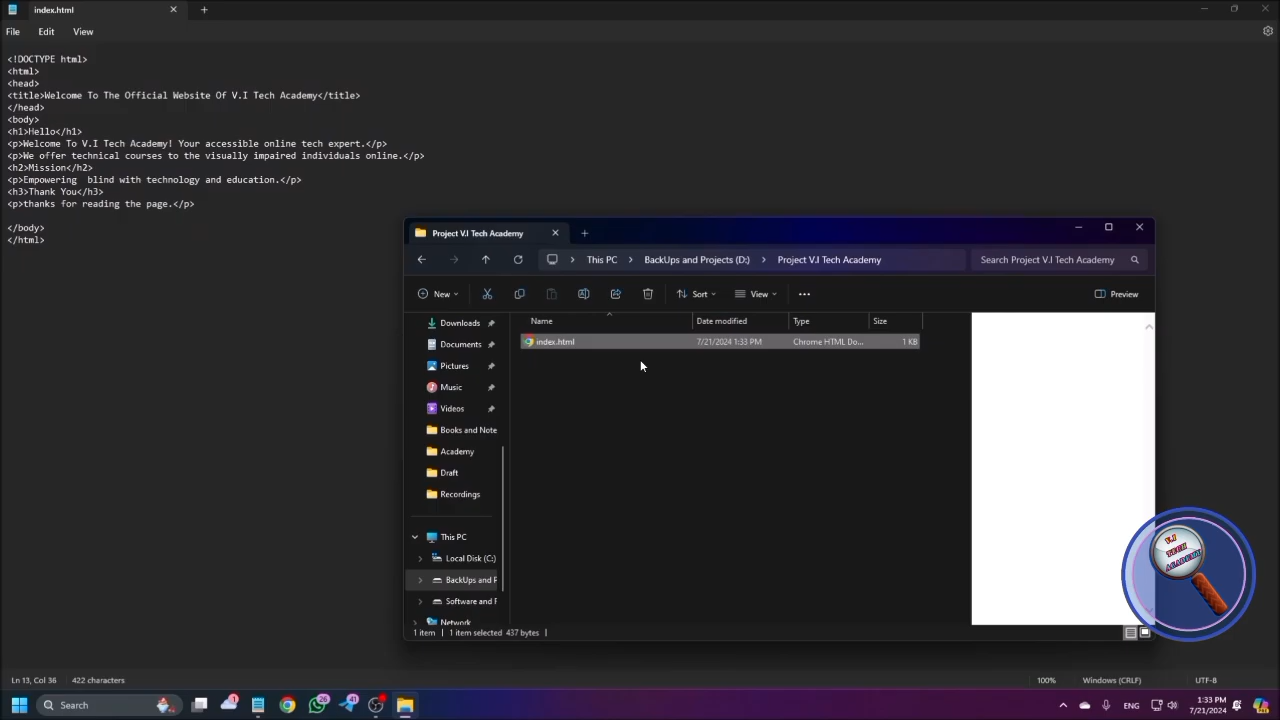 index.html
File Edit View
<!DOCTYPE html>
<html>
<head>
<title>Welcome To The Official Website Of V.I Tech Academy</title>
</head>
<body>
<h1>Hello</h1>
<p>Welcome To V.I Tech Academy! Your accessible online tech expert.</p>
<p>We offer technical courses to the visually impaired individuals online.</p>
<h2>Mission</h2>
<p>Empowering  blind with technology and education.</p>
<h3>Thank You</h3>
<p>thanks for reading the page.</p>
</body>
</html>
Project V.I Tech Academy
This PC > BackUps and Projects (D:) > Project V.I Tech Academy
Search Project V.I Tech Academy
New Sort View Preview
Name Date modified Type Size
index.html 7/21/2024 1:33 PM Chrome HTML Do... 1 KB
Downloads
Documents
Pictures
Music
Videos
Books and Note
Academy
Draft
Recordings
This PC
Local Disk (C:)
BackUps and P
Software and F
Network
1 item 1 item selected 437 bytes
V.I
TECH
ACADEMY
Ln 13, Col 36 422 characters 100% Windows (CRLF) UTF-8
Search 1 26 41 ENG 1:33 PM
7/21/2024